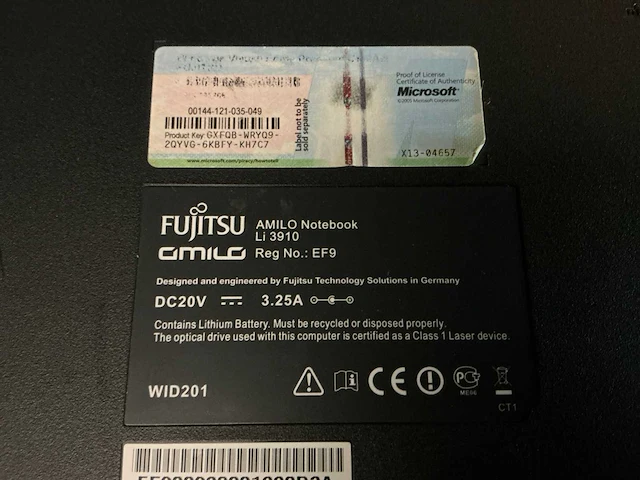 00144-121-035-049
Product Key: GXFQB-WRYQ9-
2QYVG-6KBFY-KH7C7
www.microsoft.com/piracy/howtotell
Label not to be
sold separately
Proof of License
Certificate of Authenticity
Microsoft®
©2005 Microsoft Corporation
X13-04657
FUJITSU
AMILO
AMILO Notebook
Li 3910
Reg No.: EF9
Designed and engineered by Fujitsu Technology Solutions in Germany
DC20V 3.25A
Contains Lithium Battery. Must be recycled or disposed properly.
The optical drive used with this computer is certified as a Class 1 Laser device.
WID201
CE
ME06
CT1